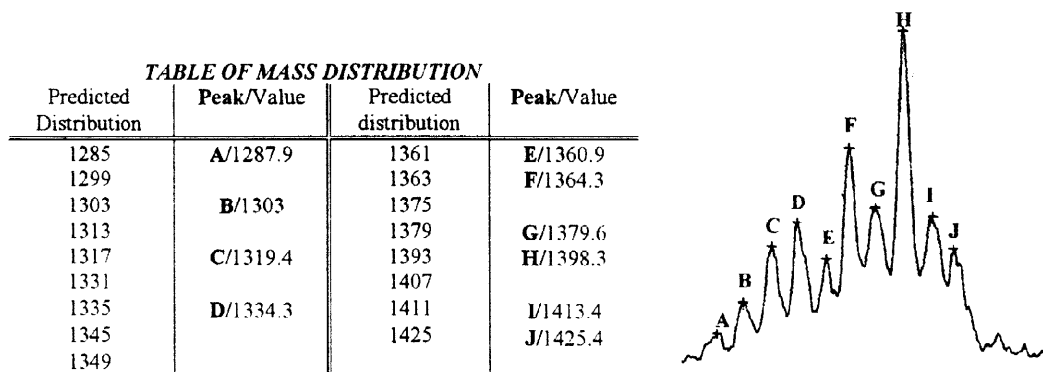 TABLE OF MASS DISTRIBUTION
Predicted Distribution Peak/Value Predicted distribution Peak/Value
1285 A/1287.9 1361 E/1360.9
1299 1363 F/1364.3
1303 B/1303 1375
1313 1379 G/1379.6
1317 C/1319.4 1393 H/1398.3
1331 1407
1335 D/1334.3 1411 I/1413.4
1345 1425 J/1425.4
1349
H
F
G
D
I
C
E
J
B
A